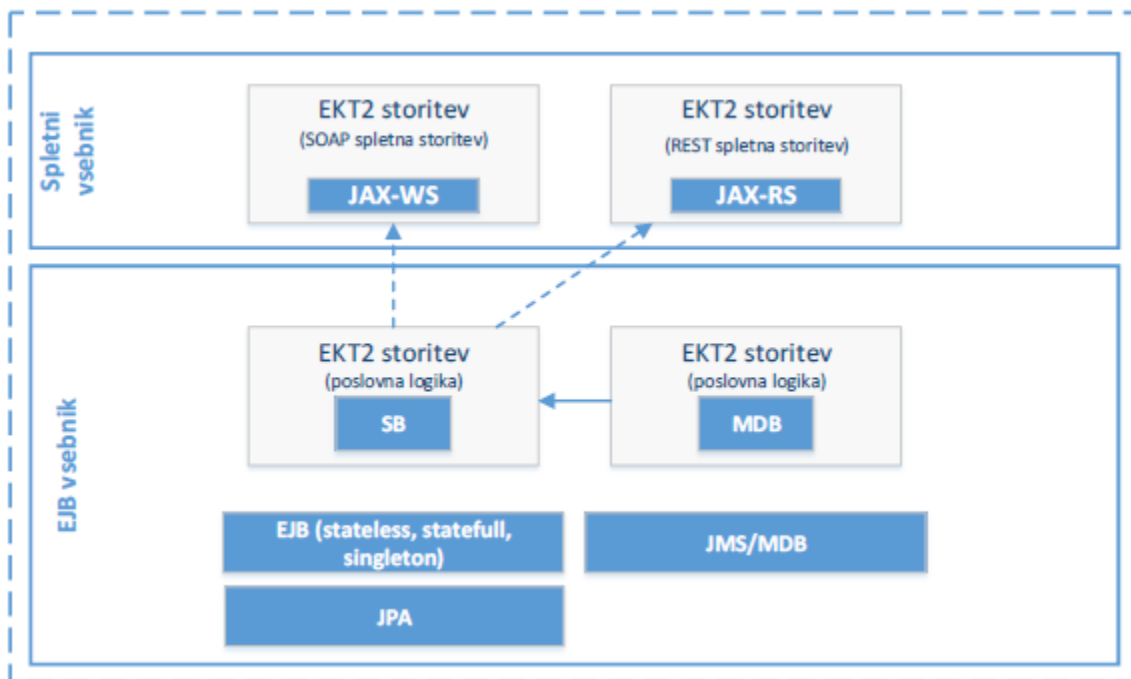 Spletni
vsebnik
EKT2 storitev
(SOAP spletna storitev)
JAX-WS
EKT2 storitev
(REST spletna storitev)
JAX-RS
EJB vsebnik
EKT2 storitev
(poslovna logika)
SB
EKT2 storitev
(poslovna logika)
MDB
EJB (stateless, statefull,
singleton)
JMS/MDB
JPA